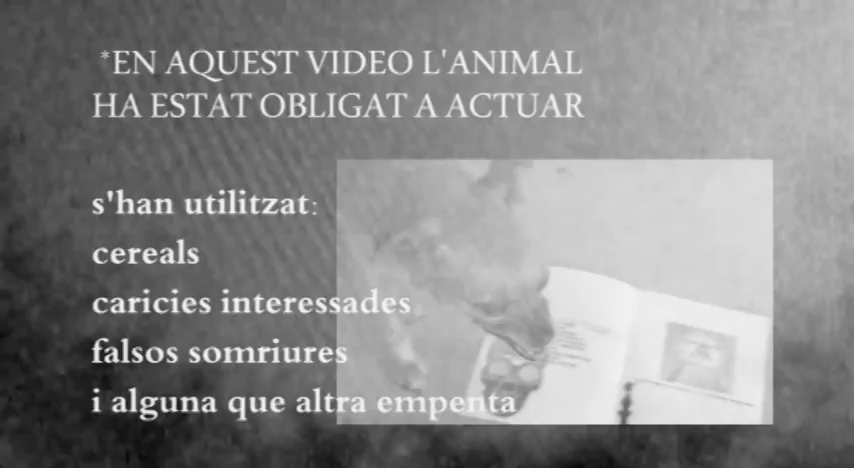 *EN AQUEST VIDEO L'ANIMAL
HA ESTAT OBLIGAT A ACTUAR
s'han utilitzat:
cereals
caricies interessades
falsos somriures
i alguna que altra empenta